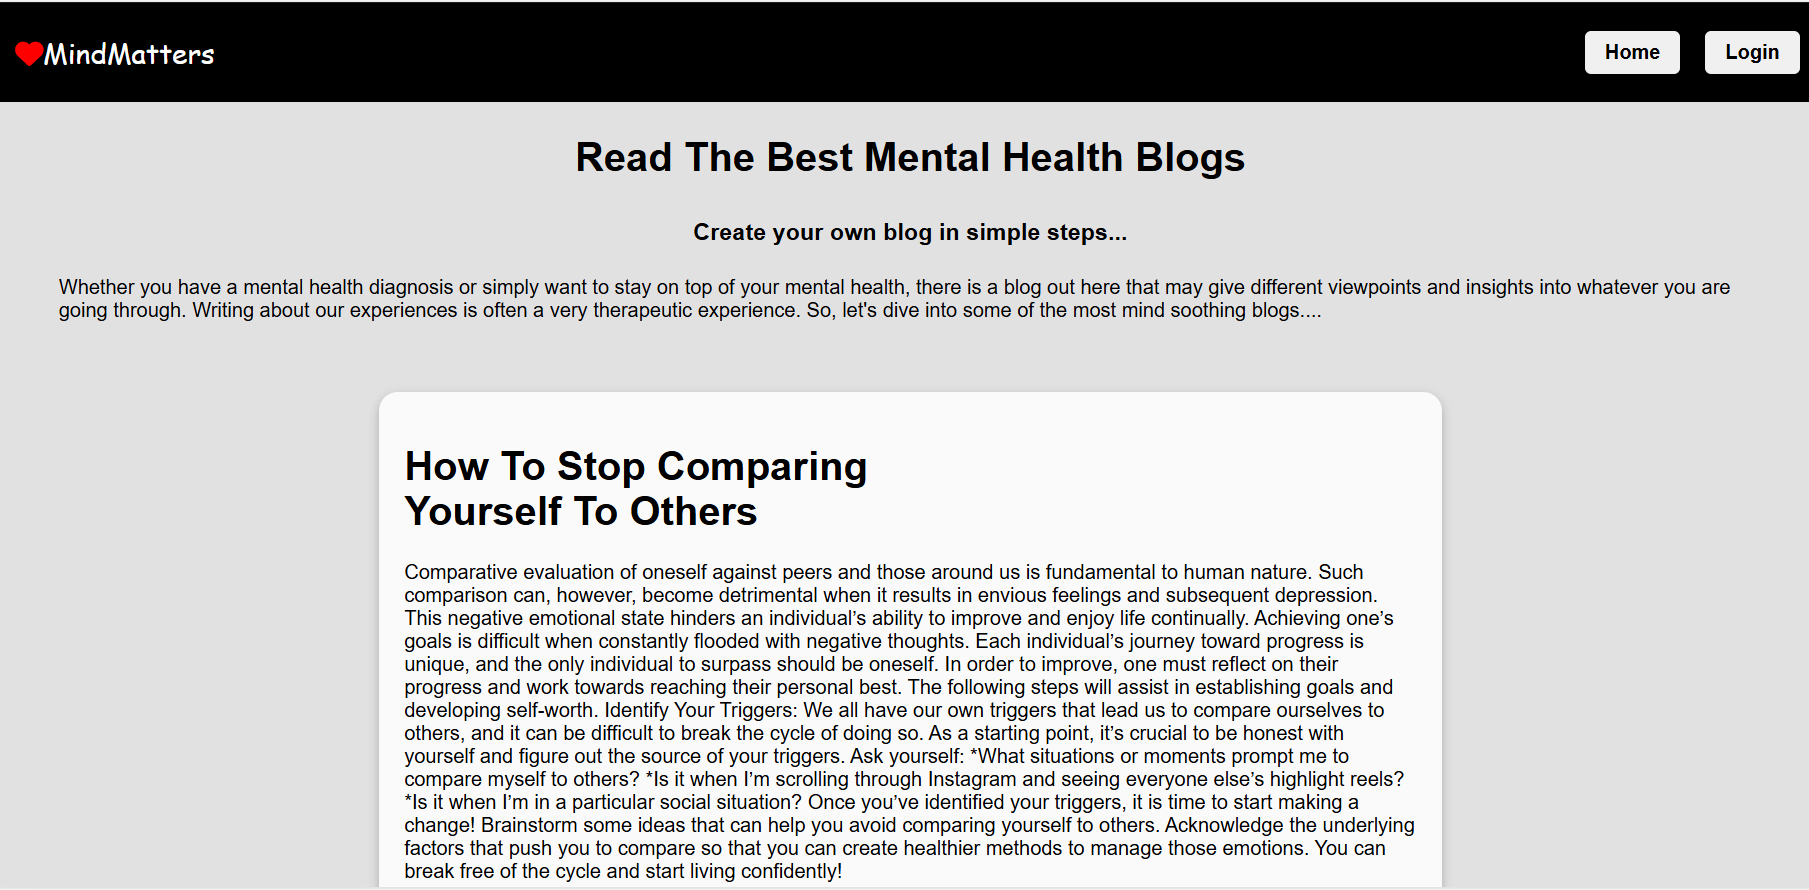 MindMatters
Home
Login
Read The Best Mental Health Blogs
Create your own blog in simple steps...
Whether you have a mental health diagnosis or simply want to stay on top of your mental health, there is a blog out here that may give different viewpoints and insights into whatever you are
going through. Writing about our experiences is often a very therapeutic experience. So, let's dive into some of the most mind soothing blogs....
How To Stop Comparing
Yourself To Others
Comparative evaluation of oneself against peers and those around us is fundamental to human nature. Such
comparison can, however, become detrimental when it results in envious feelings and subsequent depression.
This negative emotional state hinders an individual’s ability to improve and enjoy life continually. Achieving one’s
goals is difficult when constantly flooded with negative thoughts. Each individual’s journey toward progress is
unique, and the only individual to surpass should be oneself. In order to improve, one must reflect on their
progress and work towards reaching their personal best. The following steps will assist in establishing goals and
developing self-worth. Identify Your Triggers: We all have our own triggers that lead us to compare ourselves to
others, and it can be difficult to break the cycle of doing so. As a starting point, it’s crucial to be honest with
yourself and figure out the source of your triggers. Ask yourself: *What situations or moments prompt me to
compare myself to others? *Is it when I’m scrolling through Instagram and seeing everyone else’s highlight reels?
*Is it when I’m in a particular social situation? Once you’ve identified your triggers, it is time to start making a
change! Brainstorm some ideas that can help you avoid comparing yourself to others. Acknowledge the underlying
factors that push you to compare so that you can create healthier methods to manage those emotions. You can
break free of the cycle and start living confidently!